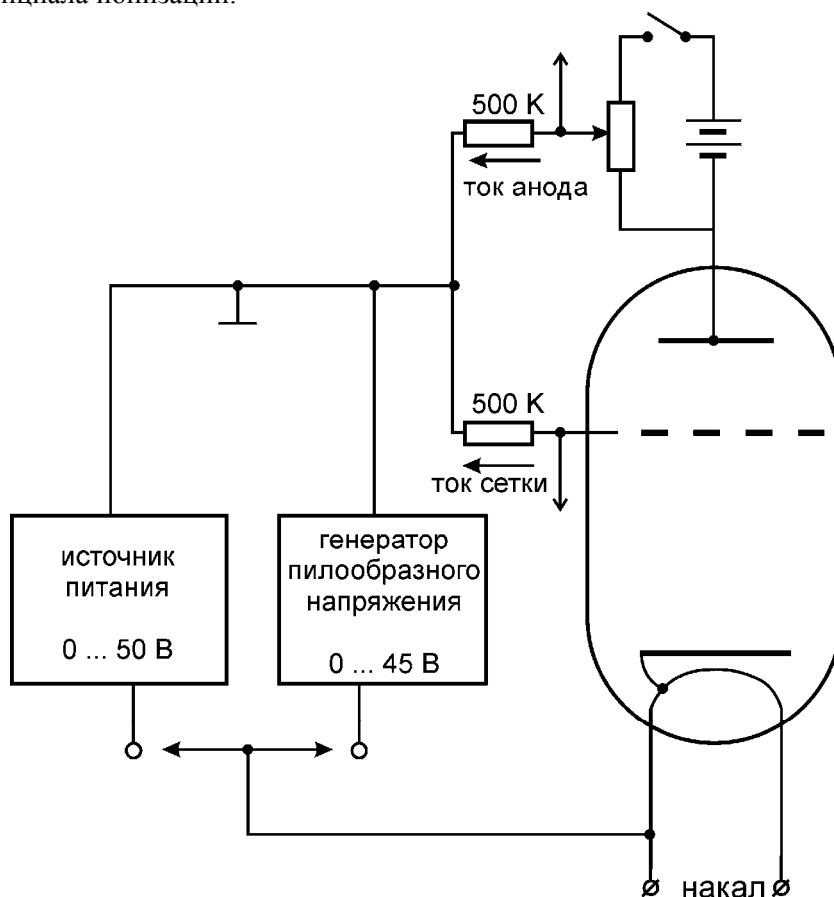 500 K
ток анода
500 K
ток сетки
источник
питания
0 ... 50 В
генератор
пилообразного
напряжения
0 ... 45 В
накал